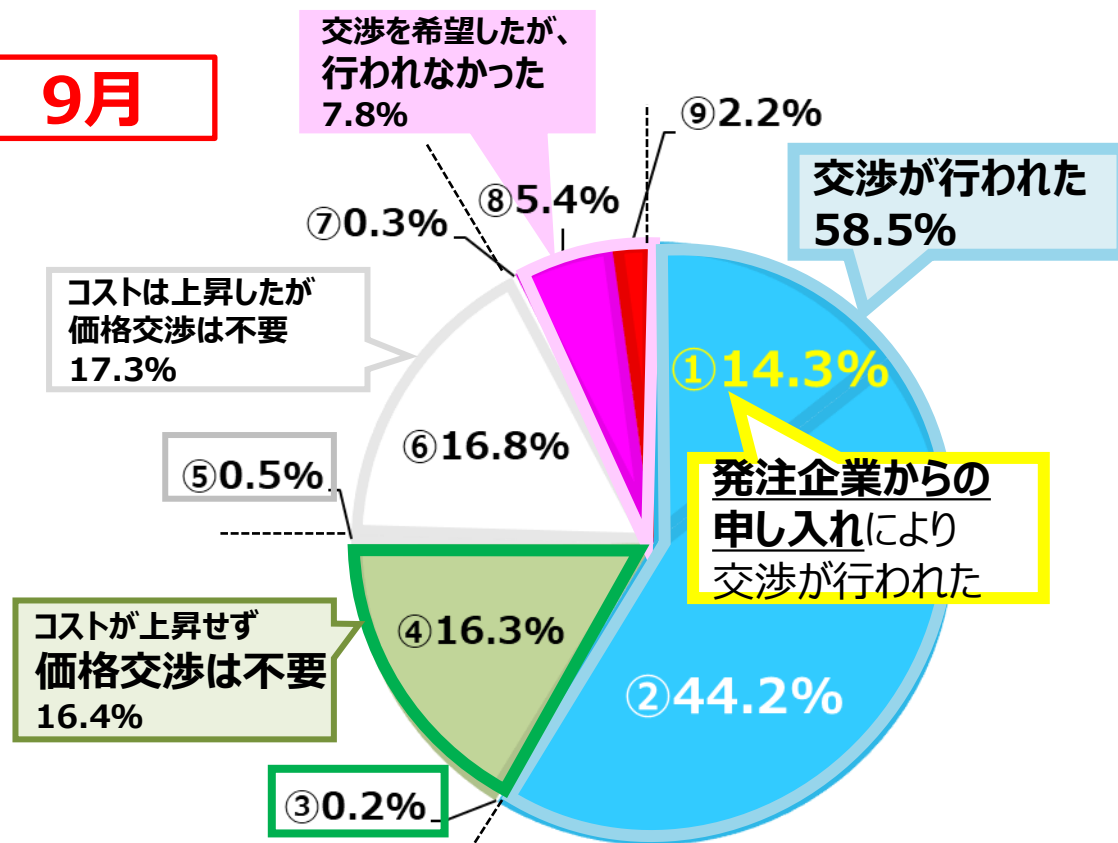 9月
交渉を希望したが、
行われなかった
7.8%
⑨2.2%
⑧5.4%
⑦0.3%
交渉が行われた
58.5%
コストは上昇したが
価格交渉は不要
17.3%
①14.3%
発注企業からの
申し入れにより
交渉が行われた
⑥16.8%
⑤0.5%
コストが上昇せず
価格交渉は不要
16.4%
④16.3%
②44.2%
③0.2%